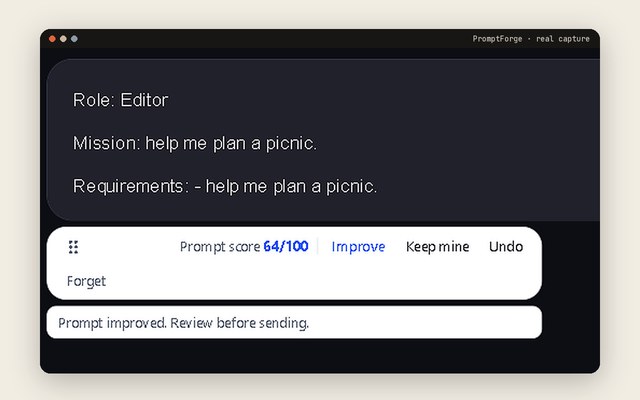 PromptForge · real capture
Role: Editor
Mission: help me plan a picnic.
Requirements: - help me plan a picnic.
Prompt score 64/100 Improve Keep mine Undo
Forget
Prompt improved. Review before sending.